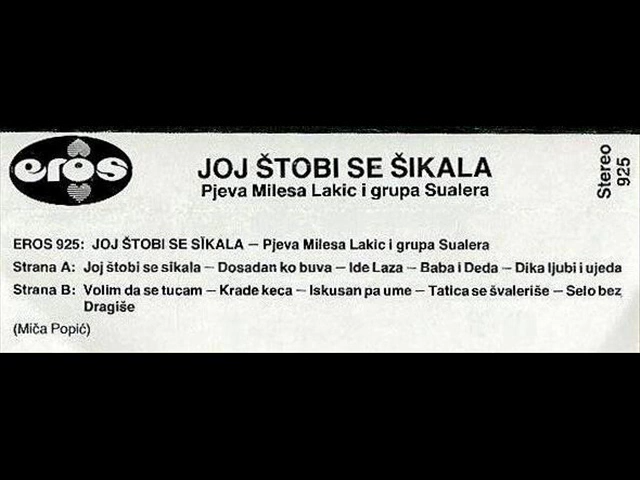 eros
JOJ ŠTOBI SE ŠIKALA
Pjeva Milesa Lakic i grupa Sualera
Stereo
925
EROS 925: JOJ ŠTOBI SE SĪKALA – Pjeva Milesa Lakic i grupa Sualera
Strana A: Joj štobi se sikala – Dosadan ko buva – Ide Laza – Baba i Deda – Dika ljubi i ujeda
Strana B: Volim da se tucam – Krade keca – Iskusan pa ume – Tatica se švaleriše – Selo bez
Dragiše
(Mića Popić)